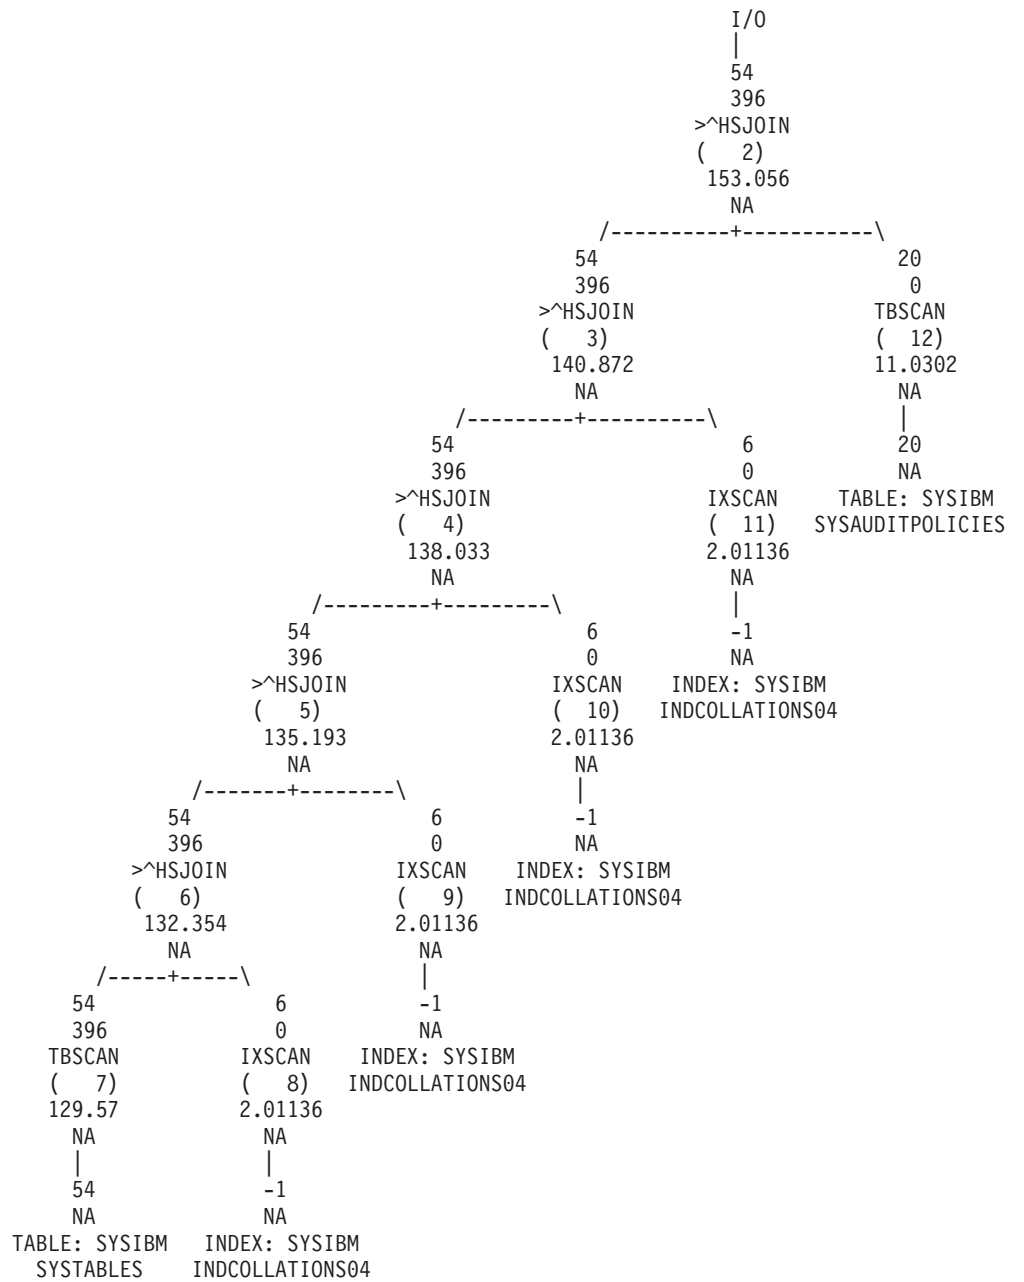 I/O
|
54
396
>^HSJOIN
(   2)
153.056
NA
/----------+-----------\
54 20
396 0
>^HSJOIN TBSCAN
(   3) (  12)
140.872 11.0302
NA NA
/---------+----------\ |
54 6 20
396 0 NA
>^HSJOIN IXSCAN TABLE: SYSIBM
(   4) (  11) SYSAUDITPOLICIES
138.033 2.01136
NA NA
/---------+---------\ |
54 6 -1
396 0 NA
>^HSJOIN IXSCAN INDEX: SYSIBM
(   5) (  10) INDCOLLATIONS04
135.193 2.01136
NA NA
/-------+--------\ |
54 6 -1
396 0 NA
>^HSJOIN IXSCAN INDEX: SYSIBM
(   6) (   9) INDCOLLATIONS04
132.354 2.01136
NA NA
/-----+-----\ |
54 6 -1
396 0 NA
TBSCAN IXSCAN INDEX: SYSIBM
(   7) (   8) INDCOLLATIONS04
129.57 2.01136
NA NA
| |
54 -1
NA NA
TABLE: SYSIBM INDEX: SYSIBM
SYSTABLES INDCOLLATIONS04